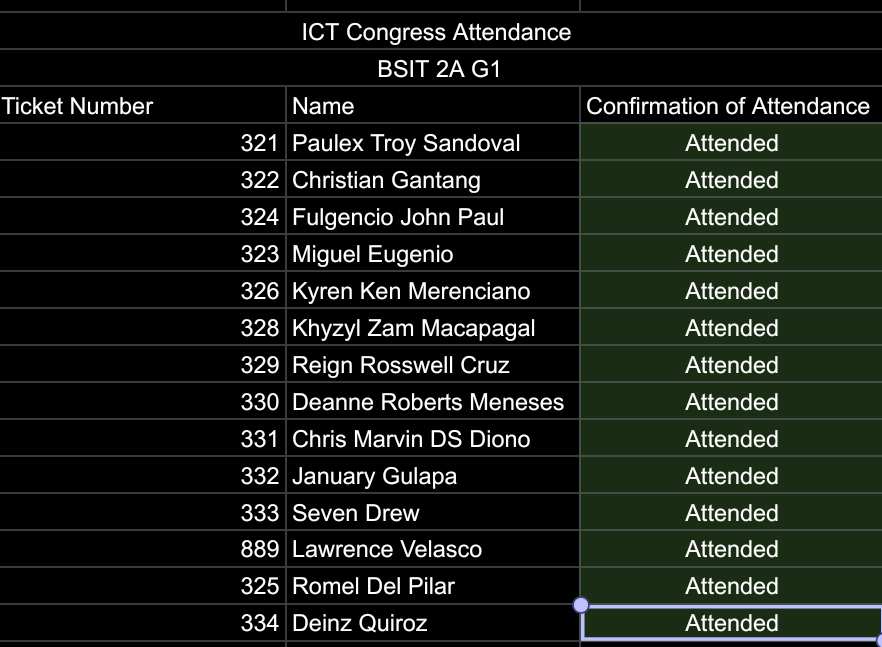 ICT Congress Attendance
BSIT 2A G1
Ticket Number Name Confirmation of Attendance
321 Paulex Troy Sandoval Attended
322 Christian Gantang Attended
324 Fulgencio John Paul Attended
323 Miguel Eugenio Attended
326 Kyren Ken Merenciano Attended
328 Khyzyl Zam Macapagal Attended
329 Reign Rosswell Cruz Attended
330 Deanne Roberts Meneses Attended
331 Chris Marvin DS Diono Attended
332 January Gulapa Attended
333 Seven Drew Attended
889 Lawrence Velasco Attended
325 Romel Del Pilar Attended
334 Deinz Quiroz Attended